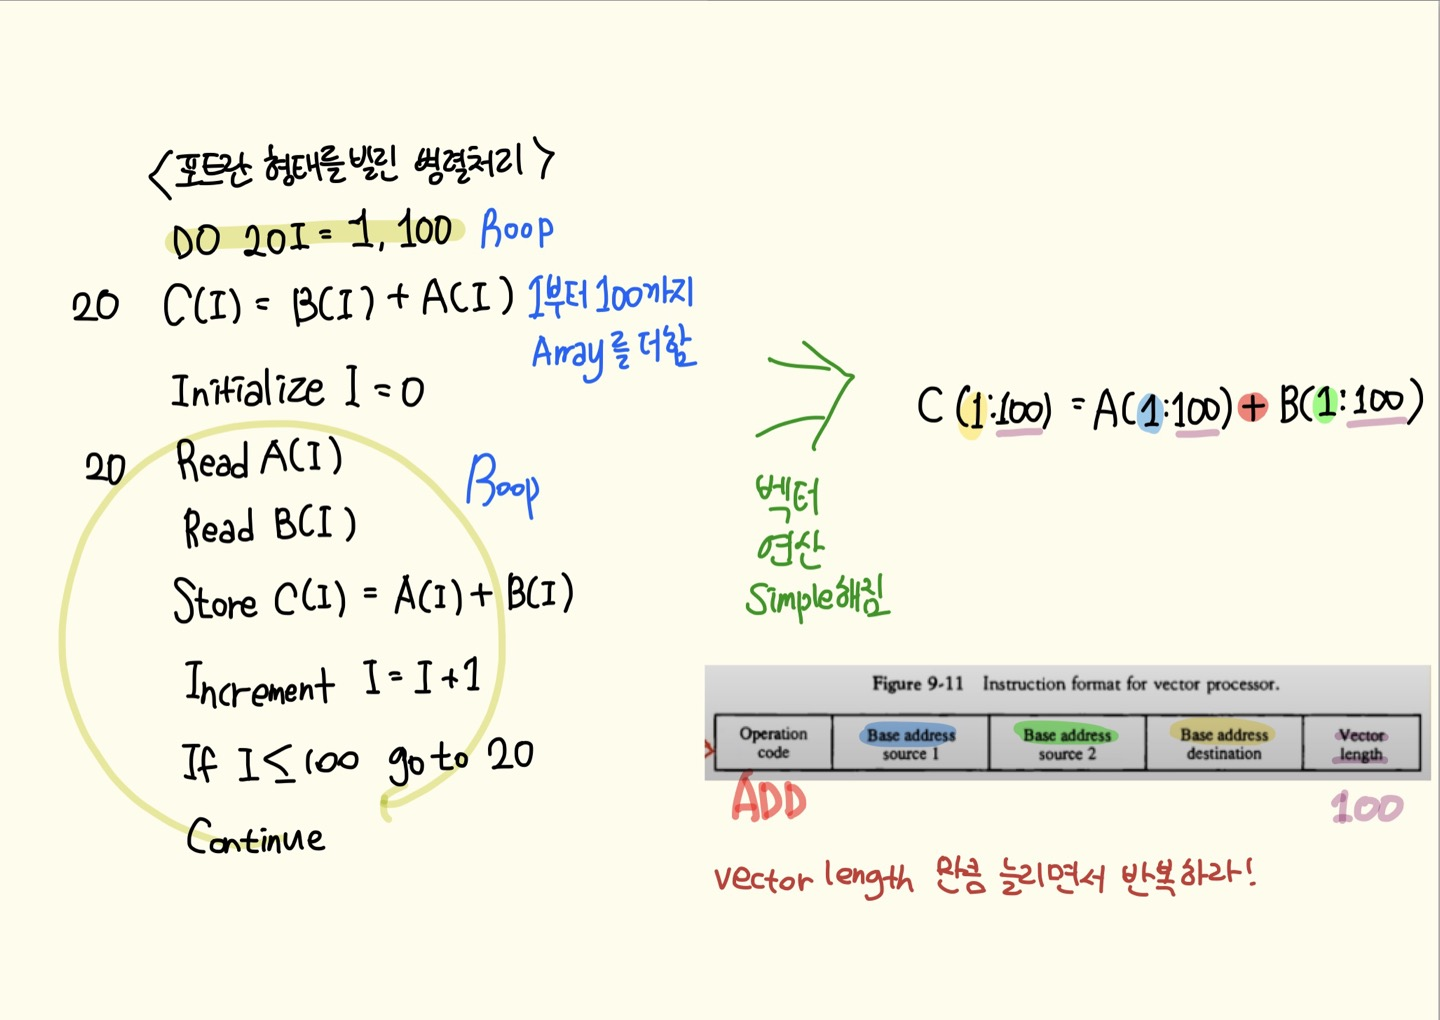 <포트란 형태를 빌린 병렬처리>
DO 20I = 1, 100 Roop
20 C(I) = B(I) + A(I) 1부터 100까지
Array를 더함
Initialize I = 0
20 Read A(I)
Roop
Read B(I)
Store C(I) = A(I) + B(I)
Increment I = I + 1
If I ≤ 100 go to 20
Continue
벡터
연산
Simple해짐
C(1:100) = A(1:100) + B(1:100)
Figure 9-11 Instruction format for vector processor.
Operation code
Base address source 1
Base address source 2
Base address destination
Vector length
ADD
100
vector length 만큼 늘리면서 반복하라!